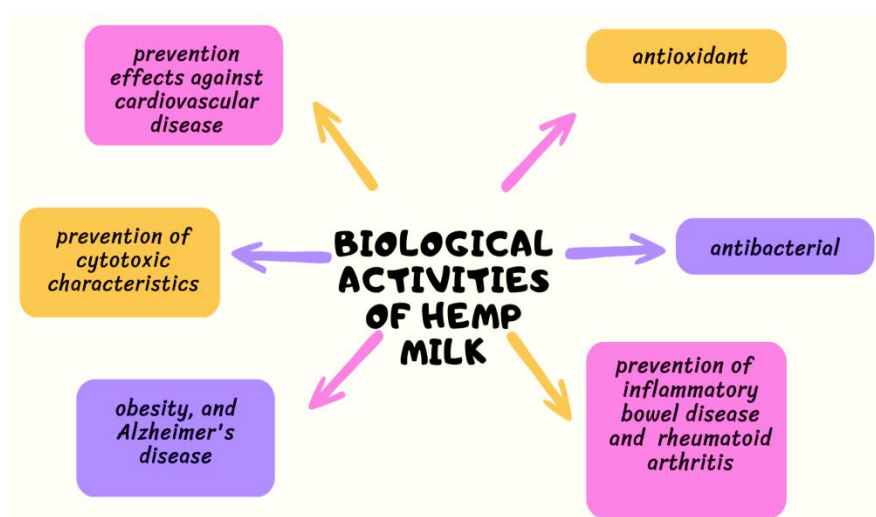 prevention
effects against
cardiovascular
disease
antioxidant
prevention of
cytotoxic
characteristics
BIOLOGICAL
ACTIVITIES
OF HEMP
MILK
antibacterial
obesity, and
Alzheimer's
disease
prevention of
inflammatory
bowel disease
and rheumatoid
arthritis